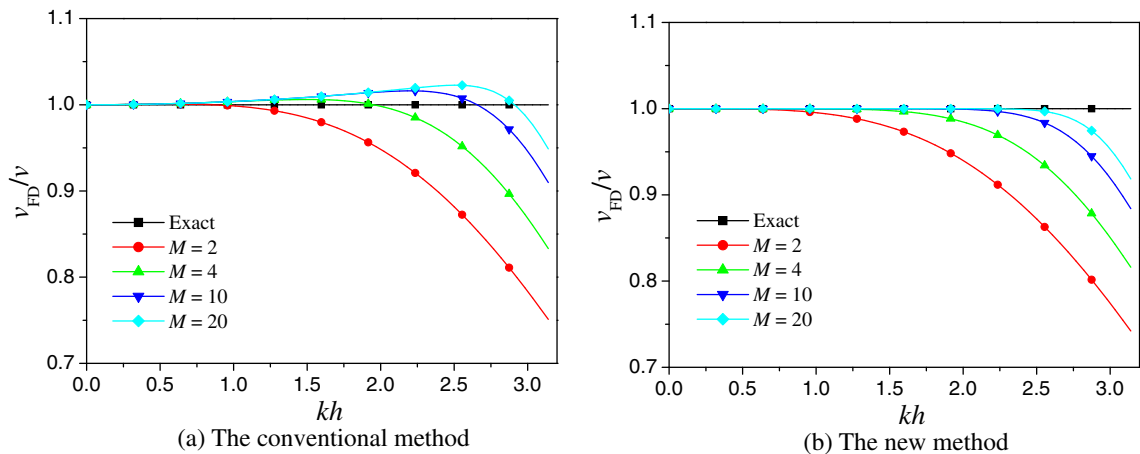 1.1
1.0
0.9
0.8
0.7
v_FD/v
Exact
M = 2
M = 4
M = 10
M = 20
0.0 0.5 1.0 1.5 2.0 2.5 3.0
kh
(a) The conventional method
1.1
1.0
0.9
0.8
0.7
v_FD/v
Exact
M = 2
M = 4
M = 10
M = 20
0.0 0.5 1.0 1.5 2.0 2.5 3.0
kh
(b) The new method